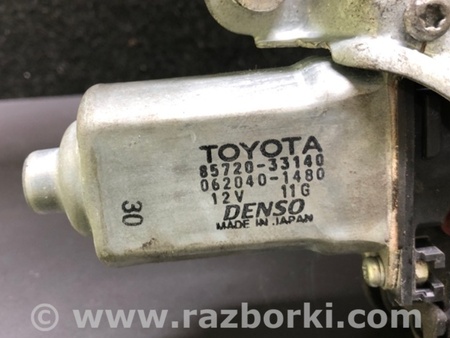 TOYOTA
85720-33140
062040-1480
12V 11G
DENSO
MADE IN JAPAN
30
© www.razborki.com